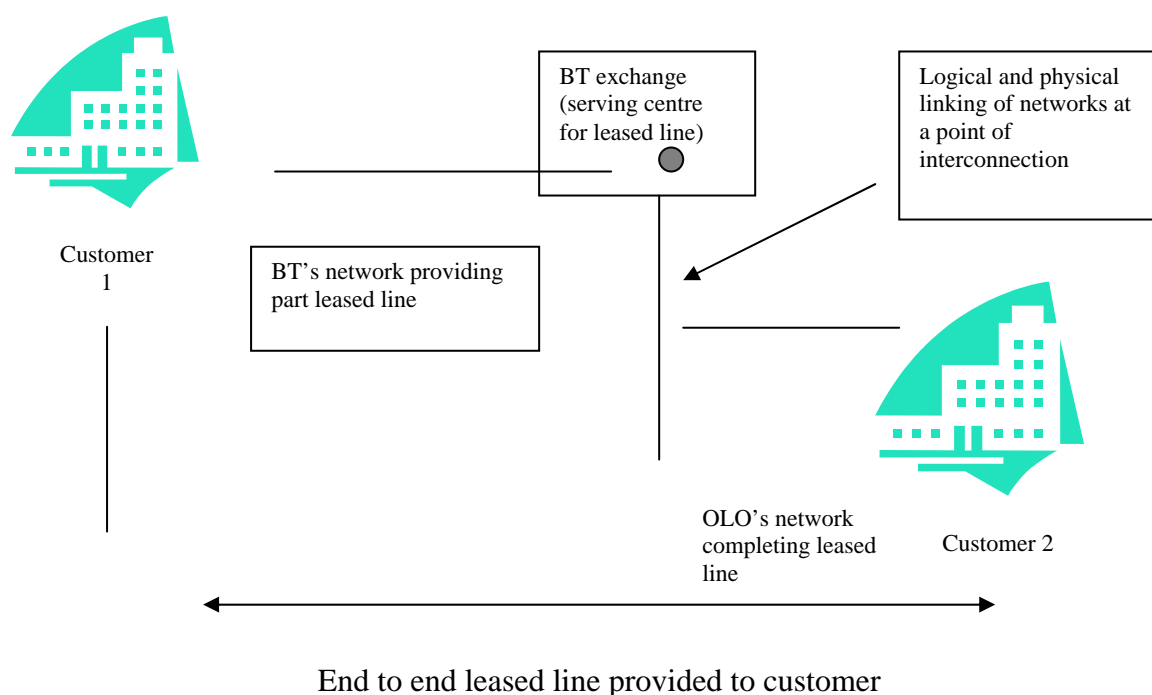 BT exchange
(serving centre
for leased line)
Logical and physical
linking of networks at
a point of
interconnection
Customer
1
BT’s network providing
part leased line
OLO’s network
completing leased
line
Customer 2
End to end leased line provided to customer